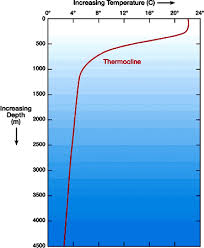 Increasing Temperature (C)
0° 4° 8° 12° 16° 20° 24°
0
500
Thermocline
1000
1500
2000
Increasing
Depth
(m)
2500
3000
3500
4000
4500